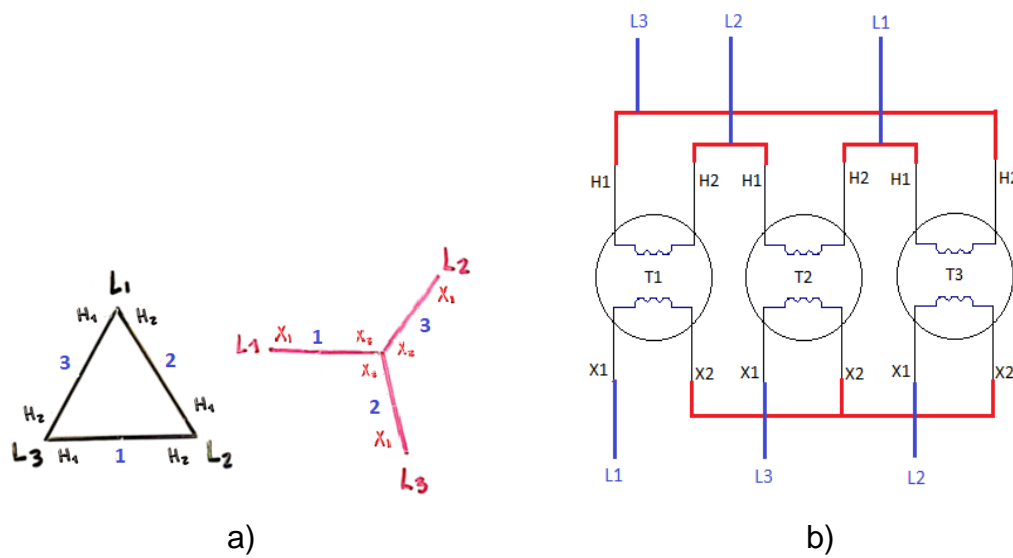 L3 L2 L1
H1 H2 H1 H2 H1 H2
T1 T2 T3
X1 X2 X1 X2 X1 X2
L1 L3 L2
L1
H1 H2
3 2
H2 H1
L3 H1 1 H2 L2
L2
X1
3
L1 X1 1 X2 X2
X2
2
X1
L3
a) b)